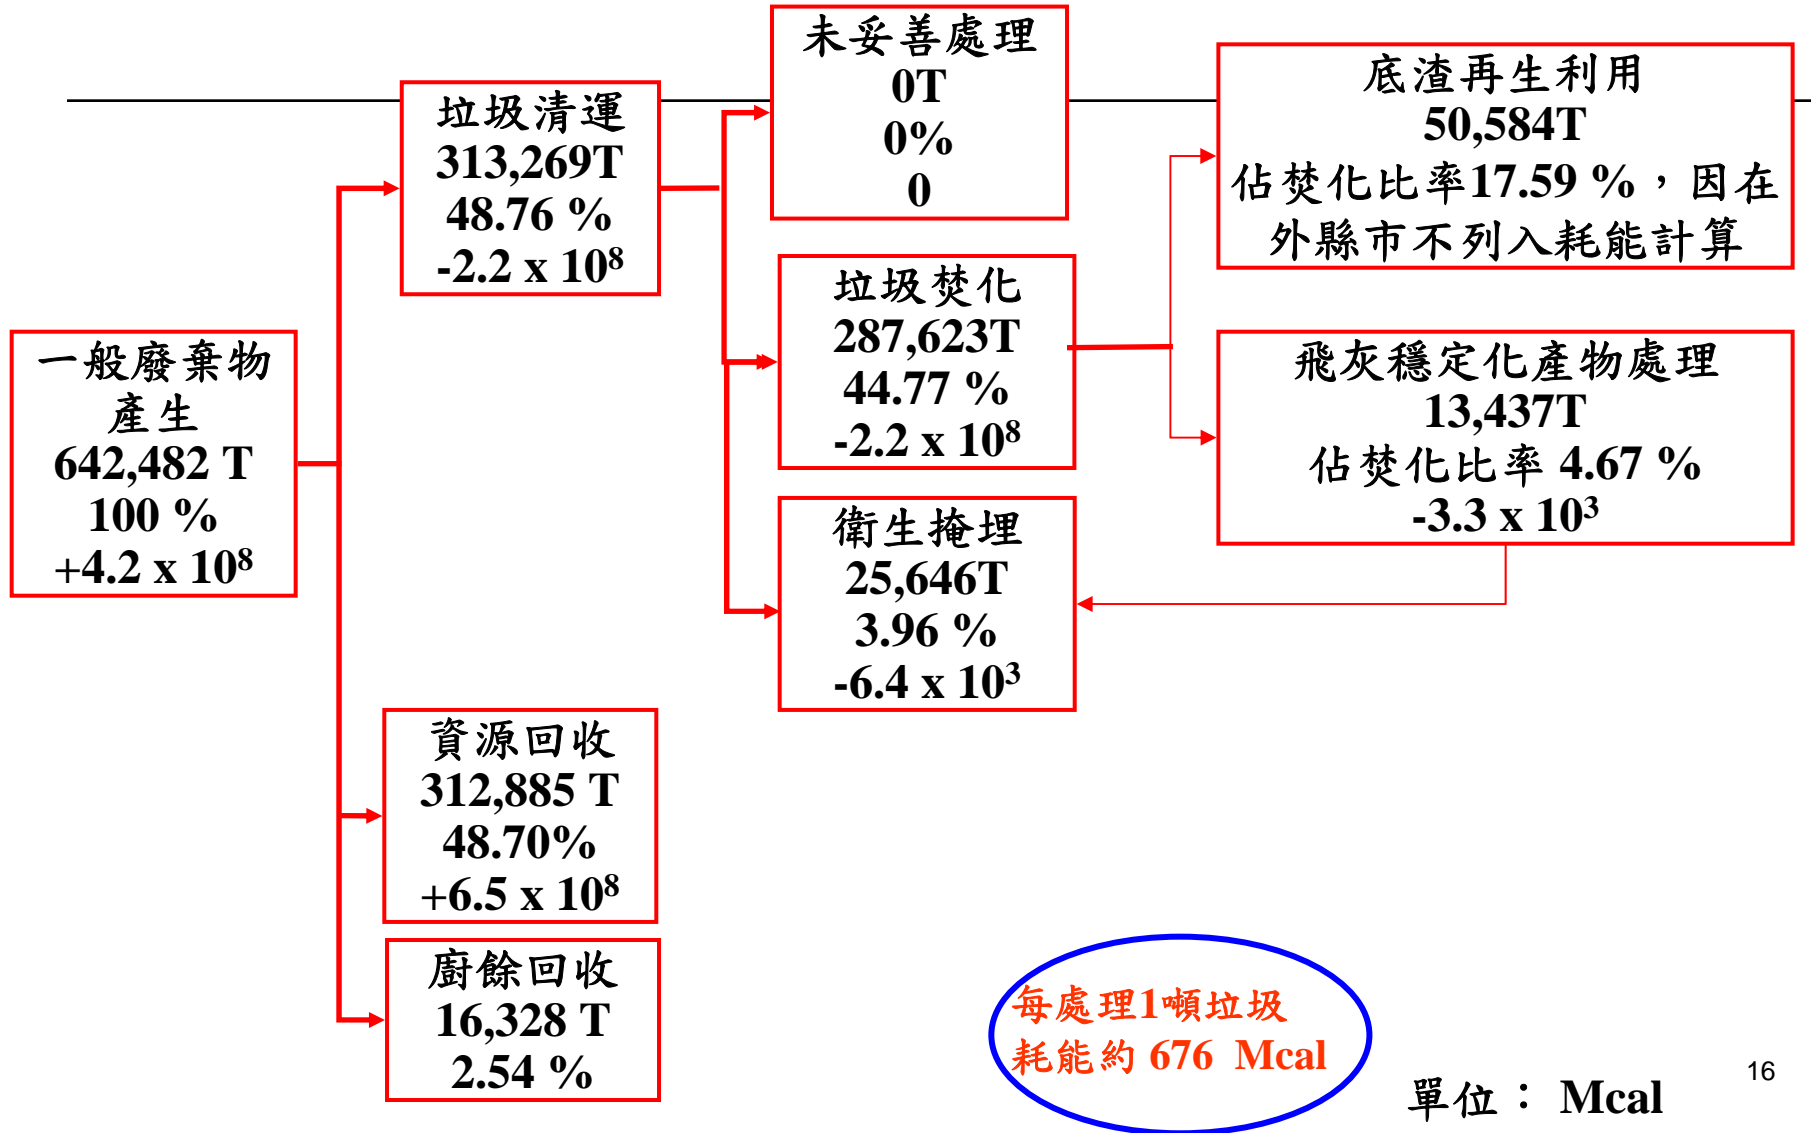 一般廢棄物
產生
642,482 T
100 %
+4.2 x 10⁸
垃圾清運
313,269T
48.76 %
-2.2 x 10⁸
資源回收
312,885 T
48.70%
+6.5 x 10⁸
廚餘回收
16,328 T
2.54 %
未妥善處理
0T
0%
0
垃圾焚化
287,623T
44.77 %
-2.2 x 10⁸
衛生掩埋
25,646T
3.96 %
-6.4 x 10³
底渣再生利用
50,584T
佔焚化比率17.59 %，因在
外縣市不列入耗能計算
飛灰穩定化產物處理
13,437T
佔焚化比率 4.67 %
-3.3 x 10³
每處理1噸垃圾
耗能約 676 Mcal
單位： Mcal
16